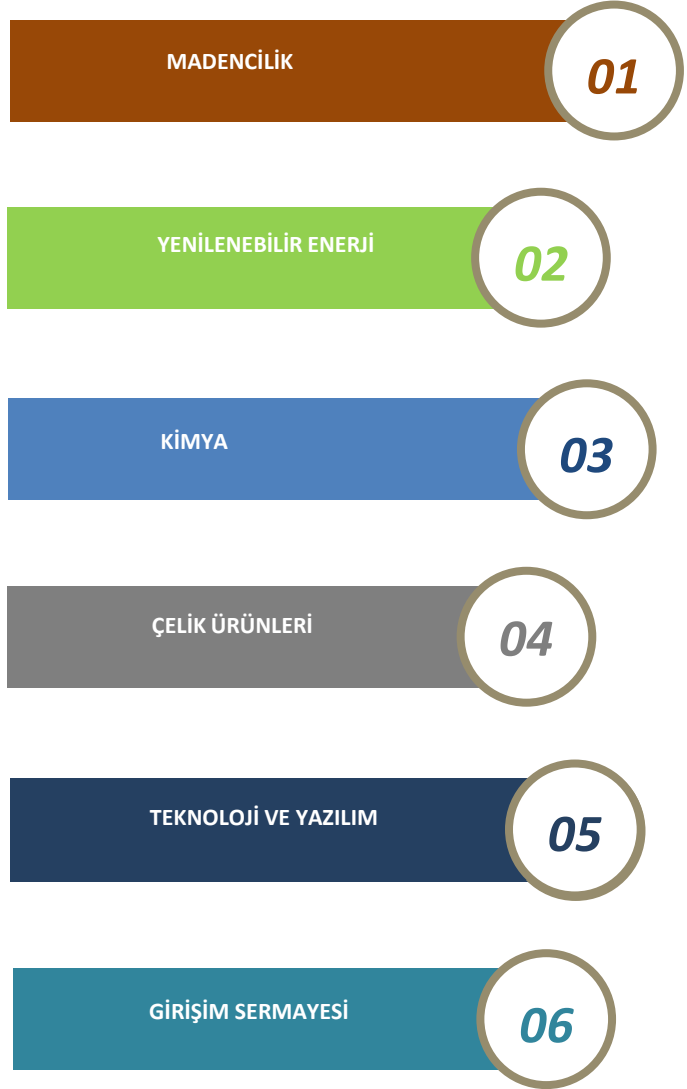 MADENCİLİK
01
YENİLENEBİLİR ENERJİ
02
KİMYA
03
ÇELİK ÜRÜNLERİ
04
TEKNOLOJİ VE YAZILIM
05
GİRİŞİM SERMAYESİ
06